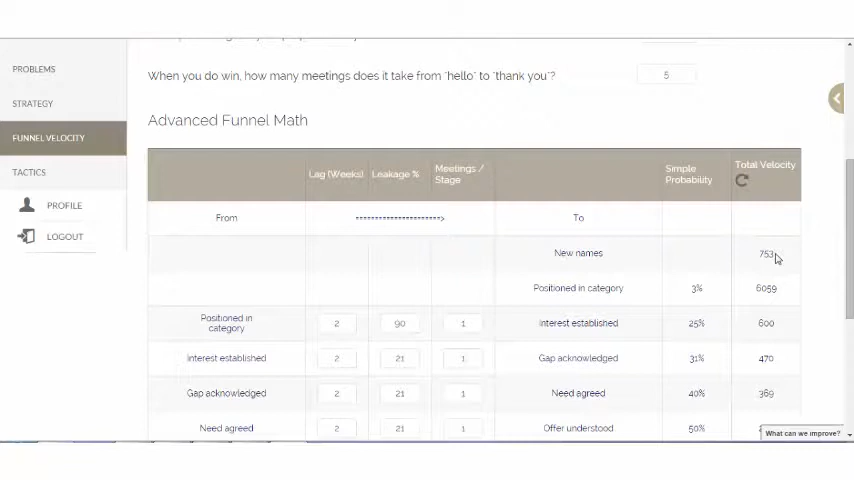 PROBLEMS
STRATEGY
FUNNEL VELOCITY
TACTICS
PROFILE
LOGOUT
When you do win, how many meetings does it take from 'hello' to 'thank you'? 5
Advanced Funnel Math
Lag (Weeks) Leakage % Meetings / Stage Simple Probability Total Velocity
From =====================> To
New names 753
Positioned in category 3% 6059
Positioned in category 2 90 1 Interest established 25% 600
Interest established 2 21 1 Gap acknowledged 31% 470
Gap acknowledged 2 21 1 Need agreed 40% 369
Need agreed 2 21 1 Offer understood 50%
What can we improve?